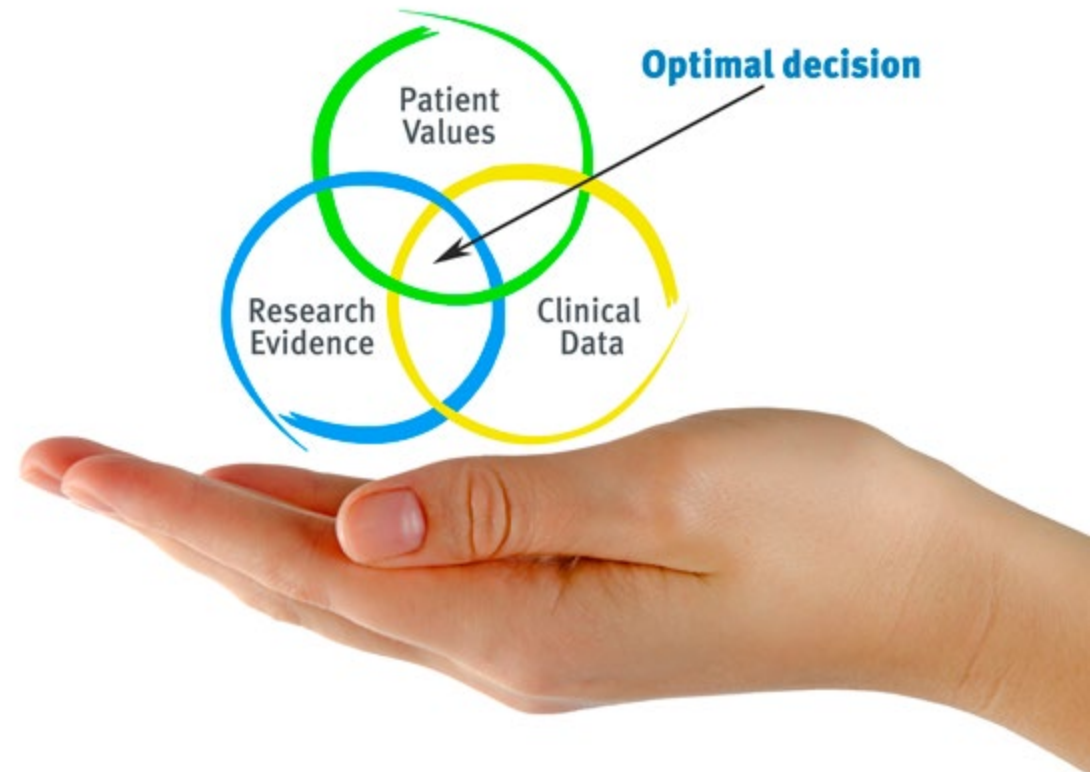 Optimal decision
Patient
Values
Research
Evidence
Clinical
Data